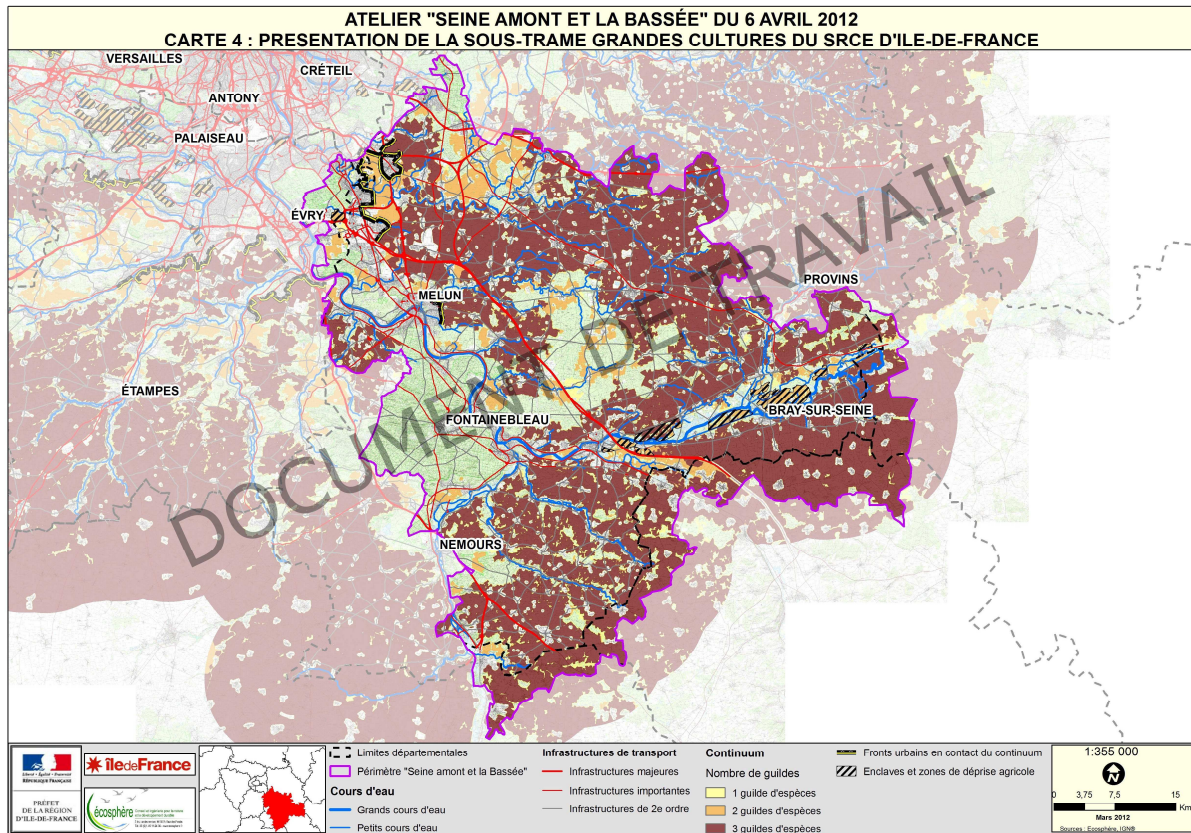 ATELIER "SEINE AMONT ET LA BASSÉE" DU 6 AVRIL 2012
CARTE 4 : PRESENTATION DE LA SOUS-TRAME GRANDES CULTURES DU SRCE D'ILE-DE-FRANCE
VERSAILLES
CRÉTEIL
ANTONY
PALAISEAU
ÉVRY
PROVINS
MELUN
ÉTAMPES
BRAY-SUR-SEINE
FONTAINEBLEAU
NEMOURS
DOCUMENT DE TRAVAIL
Liberté • Égalité • Fraternité
RÉPUBLIQUE FRANÇAISE
PRÉFET
DE LA RÉGION
D'ILE-DE-FRANCE
îledeFrance
écosphère
Limites départementales
Périmètre "Seine amont et la Bassée"
Cours d'eau
Grands cours d'eau
Petits cours d'eau
Infrastructures de transport
Infrastructures majeures
Infrastructures importantes
Infrastructures de 2e ordre
Continuum
Nombre de guildes
1 guilde d'espèces
2 guildes d'espèces
3 guildes d'espèces
Fronts urbains en contact du continuum
Enclaves et zones de déprise agricole
1:355 000
N
0 3,75 7,5 15
Km
Mars 2012
Sources : Ecosphère, IGN®